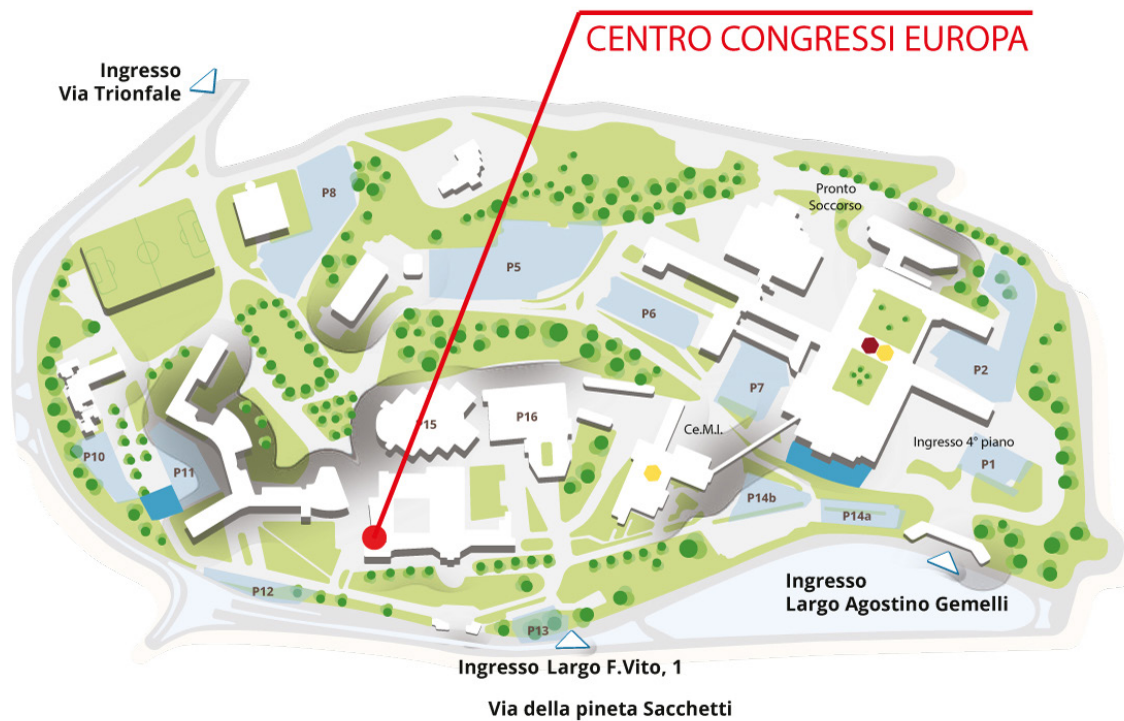 CENTRO CONGRESSI EUROPA
Ingresso
Via Trionfale
P8
Pronto
Soccorso
P5
P6
P7
P2
P15
P16
Ce.M.I.
Ingresso 4° piano
P10
P11
P1
P14b
P14a
P12
Ingresso
Largo Agostino Gemelli
P13
Ingresso Largo F.Vito, 1
Via della pineta Sacchetti